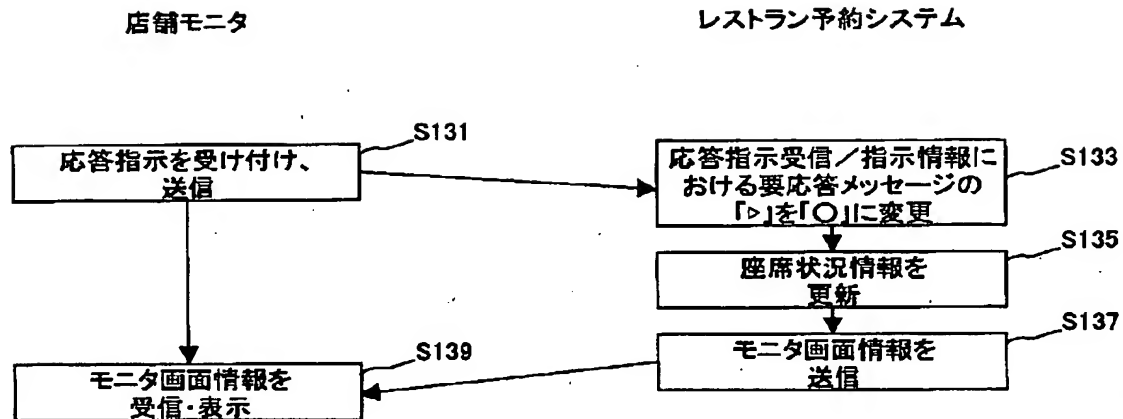 店舗モニタ
レストラン予約システム
S131
応答指示を受け付け、
送信
S133
応答指示受信／指示情報に
おける要応答メッセージの
「▷」を「○」に変更
S135
座席状況情報を
更新
S137
モニタ画面情報を
送信
S139
モニタ画面情報を
受信・表示